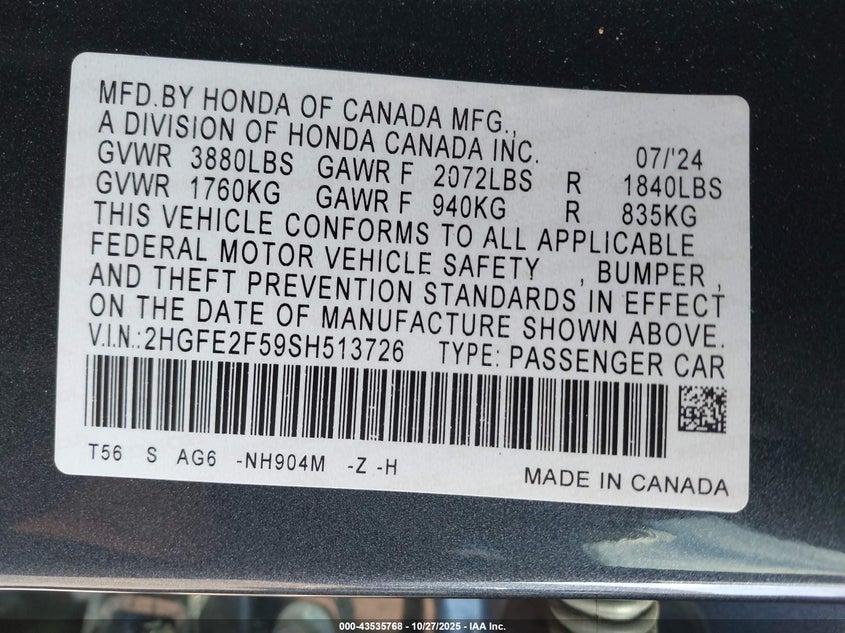 MFD.BY HONDA OF CANADA MFG.,
A DIVISION OF HONDA CANADA INC. 07/'24
GVWR 3880LBS GAWR F 2072LBS R 1840LBS
GVWR 1760KG GAWR F 940KG R 835KG
THIS VEHICLE CONFORMS TO ALL APPLICABLE
FEDERAL MOTOR VEHICLE SAFETY , BUMPER ,
AND THEFT PREVENTION STANDARDS IN EFFECT
ON THE DATE OF MANUFACTURE SHOWN ABOVE.
V.I.N.:2HGFE2F59SH513726 TYPE: PASSENGER CAR
T56 S AG6 -NH904M -Z -H
MADE IN CANADA
000-43535768 - 10/27/2025 - IAA Inc.